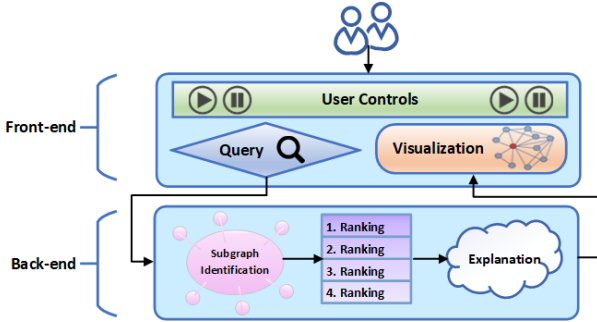 User Controls
Front-end
Query
Visualization
Back-end
Subgraph
Identification
1. Ranking
2. Ranking
3. Ranking
4. Ranking
Explanation